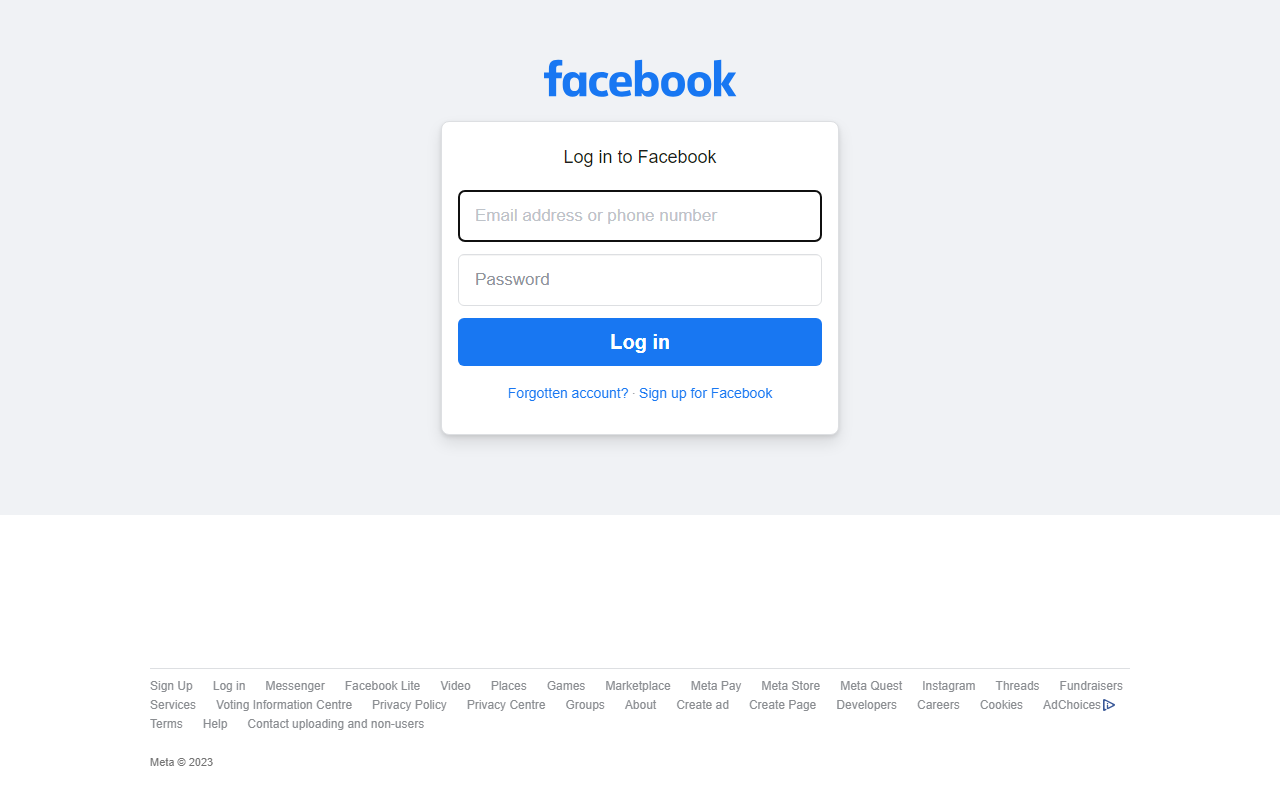 facebook
Log in to Facebook
Email address or phone number
Password
Log in
Forgotten account? · Sign up for Facebook
Sign Up Log in Messenger Facebook Lite Video Places Games Marketplace Meta Pay Meta Store Meta Quest Instagram Threads Fundraisers
Services Voting Information Centre Privacy Policy Privacy Centre Groups About Create ad Create Page Developers Careers Cookies AdChoices
Terms Help Contact uploading and non-users
Meta © 2023